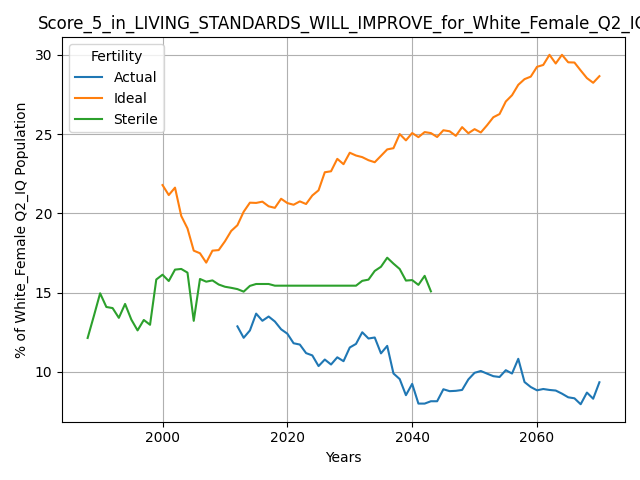 Score_5_in_LIVING_STANDARDS_WILL_IMPROVE_for_White_Female_Q2_IQ
Fertility
Actual
Ideal
Sterile
% of White_Female Q2_IQ Population
30
25
20
15
10
2000
2020
2040
2060
Years